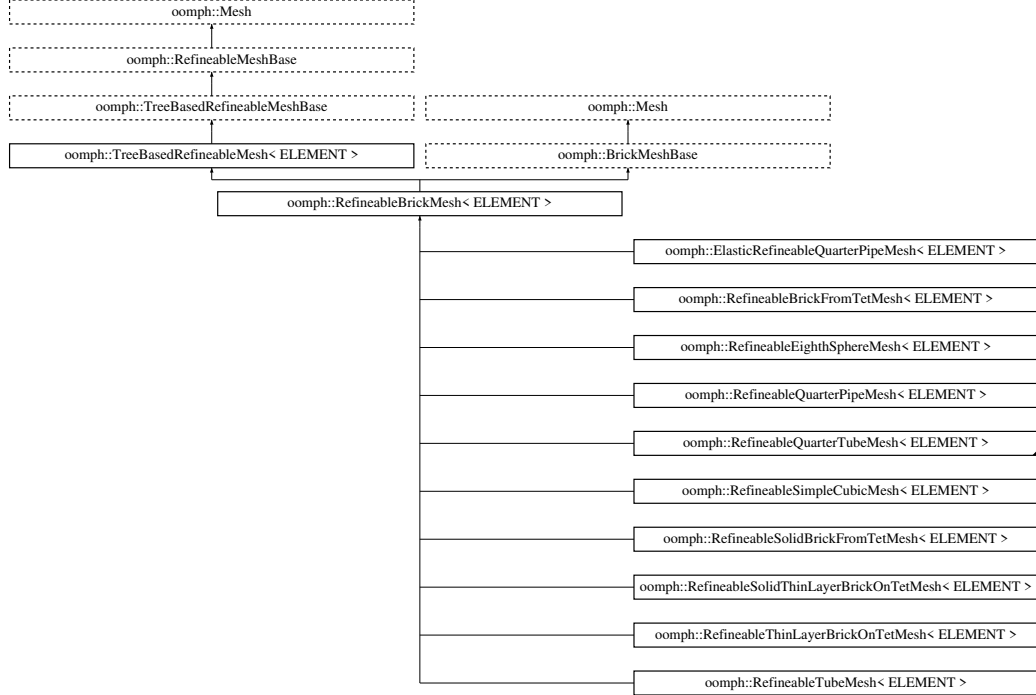 oomph::Mesh
oomph::RefineableMeshBase
oomph::TreeBasedRefineableMeshBase
oomph::Mesh
oomph::TreeBasedRefineableMesh< ELEMENT >
oomph::BrickMeshBase
oomph::RefineableBrickMesh< ELEMENT >
oomph::ElasticRefineableQuarterPipeMesh< ELEMENT >
oomph::RefineableBrickFromTetMesh< ELEMENT >
oomph::RefineableEighthSphereMesh< ELEMENT >
oomph::RefineableQuarterPipeMesh< ELEMENT >
oomph::RefineableQuarterTubeMesh< ELEMENT >
oomph::RefineableSimpleCubicMesh< ELEMENT >
oomph::RefineableSolidBrickFromTetMesh< ELEMENT >
oomph::RefineableSolidThinLayerBrickOnTetMesh< ELEMENT >
oomph::RefineableThinLayerBrickOnTetMesh< ELEMENT >
oomph::RefineableTubeMesh< ELEMENT >